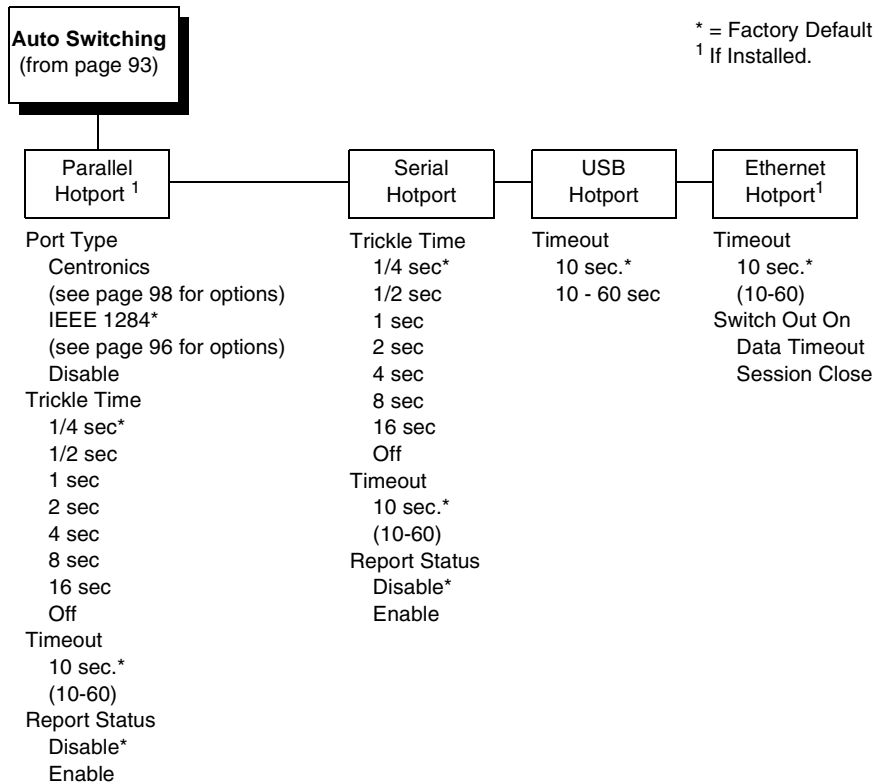 Auto Switching
(from page 93)
* = Factory Default
1 If Installed.
Parallel
Hotport 1
Serial
Hotport
USB
Hotport
Ethernet
Hotport1
Port Type
Centronics
(see page 98 for options)
IEEE 1284*
(see page 96 for options)
Disable
Trickle Time
1/4 sec*
1/2 sec
1 sec
2 sec
4 sec
8 sec
16 sec
Off
Timeout
10 sec.*
(10-60)
Report Status
Disable*
Enable
Trickle Time
1/4 sec*
1/2 sec
1 sec
2 sec
4 sec
8 sec
16 sec
Off
Timeout
10 sec.*
(10-60)
Report Status
Disable*
Enable
Timeout
10 sec.*
10 - 60 sec
Timeout
10 sec.*
(10-60)
Switch Out On
Data Timeout
Session Close